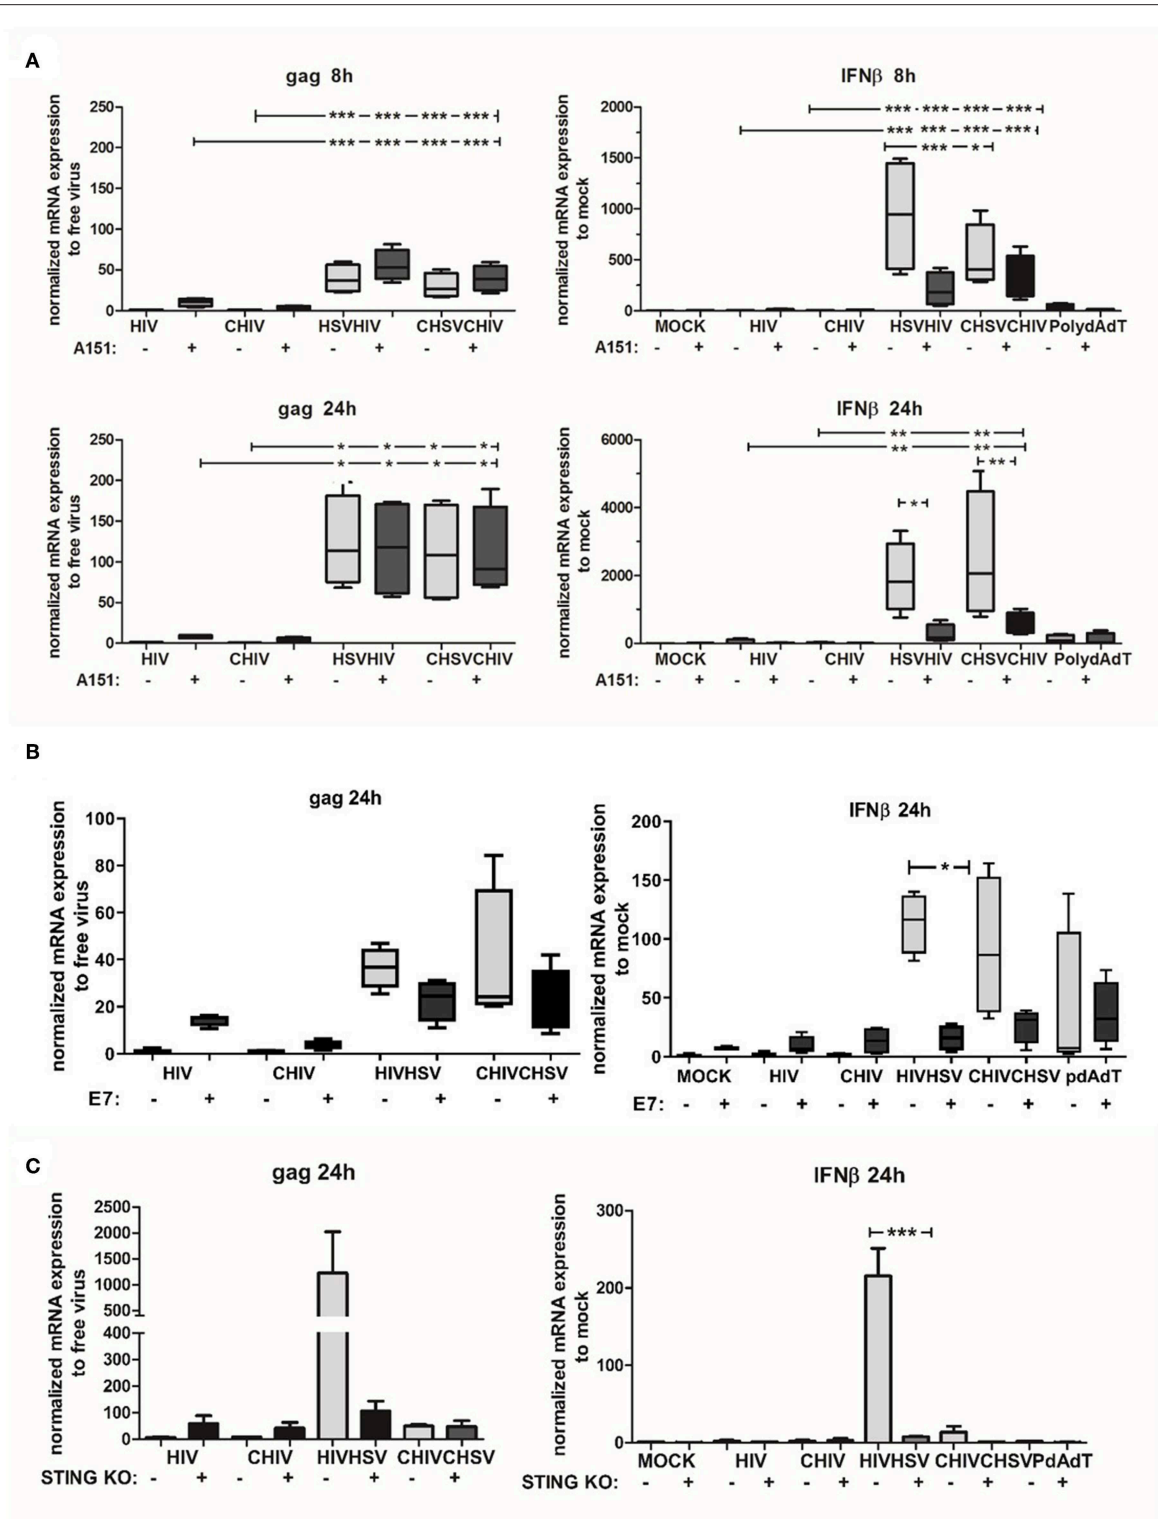 A
gag 8h
normalized mRNA expression
to free virus
250
200
150
100
50
0
*** *** *** ***
*** *** *** ***
HIV CHIV HSVHIV CHSVCHIV
A151: - + - + - + - +
IFNβ 8h
normalized mRNA expression
to mock
2000
1500
1000
500
0
*** *** *** ***
*** *** *** ***
*** *
MOCK HIV CHIV HSVHIV CHSVCHIV PolydAdT
A151: - + - + - + - + - + - +
gag 24h
normalized mRNA expression
to free virus
250
200
150
100
50
0
* * * *
* * * *
HIV CHIV HSVHIV CHSVCHIV
A151: - + - + - + - +
IFNβ 24h
normalized mRNA expression
to mock
6000
4000
2000
0
** **
** **
**
*
MOCK HIV CHIV HSVHIV CHSVCHIV PolydAdT
A151: - + - + - + - + - + - +
B
gag 24h
normalized mRNA expression
to free virus
100
80
60
40
20
0
HIV CHIV HIVHSV CHIVCHSV
E7: - + - + - + - +
IFNβ 24h
normalized mRNA expression
to mock
200
150
100
50
0
*
MOCK HIV CHIV HIVHSV CHIVCHSV pdAdT
E7: - + - + - + - + - + - +
C
gag 24h
normalized mRNA expression
to free virus
2500
2000
1500
1000
500
400
300
200
100
0
HIV CHIV HIVHSV CHIVCHSV
STING KO: - + - + - + - +
IFNβ 24h
normalized mRNA expression
to mock
300
200
100
0
***
MOCK HIV CHIV HIVHSV CHIVCHSVPdAdT
STING KO: - + - + - + - + - + - +